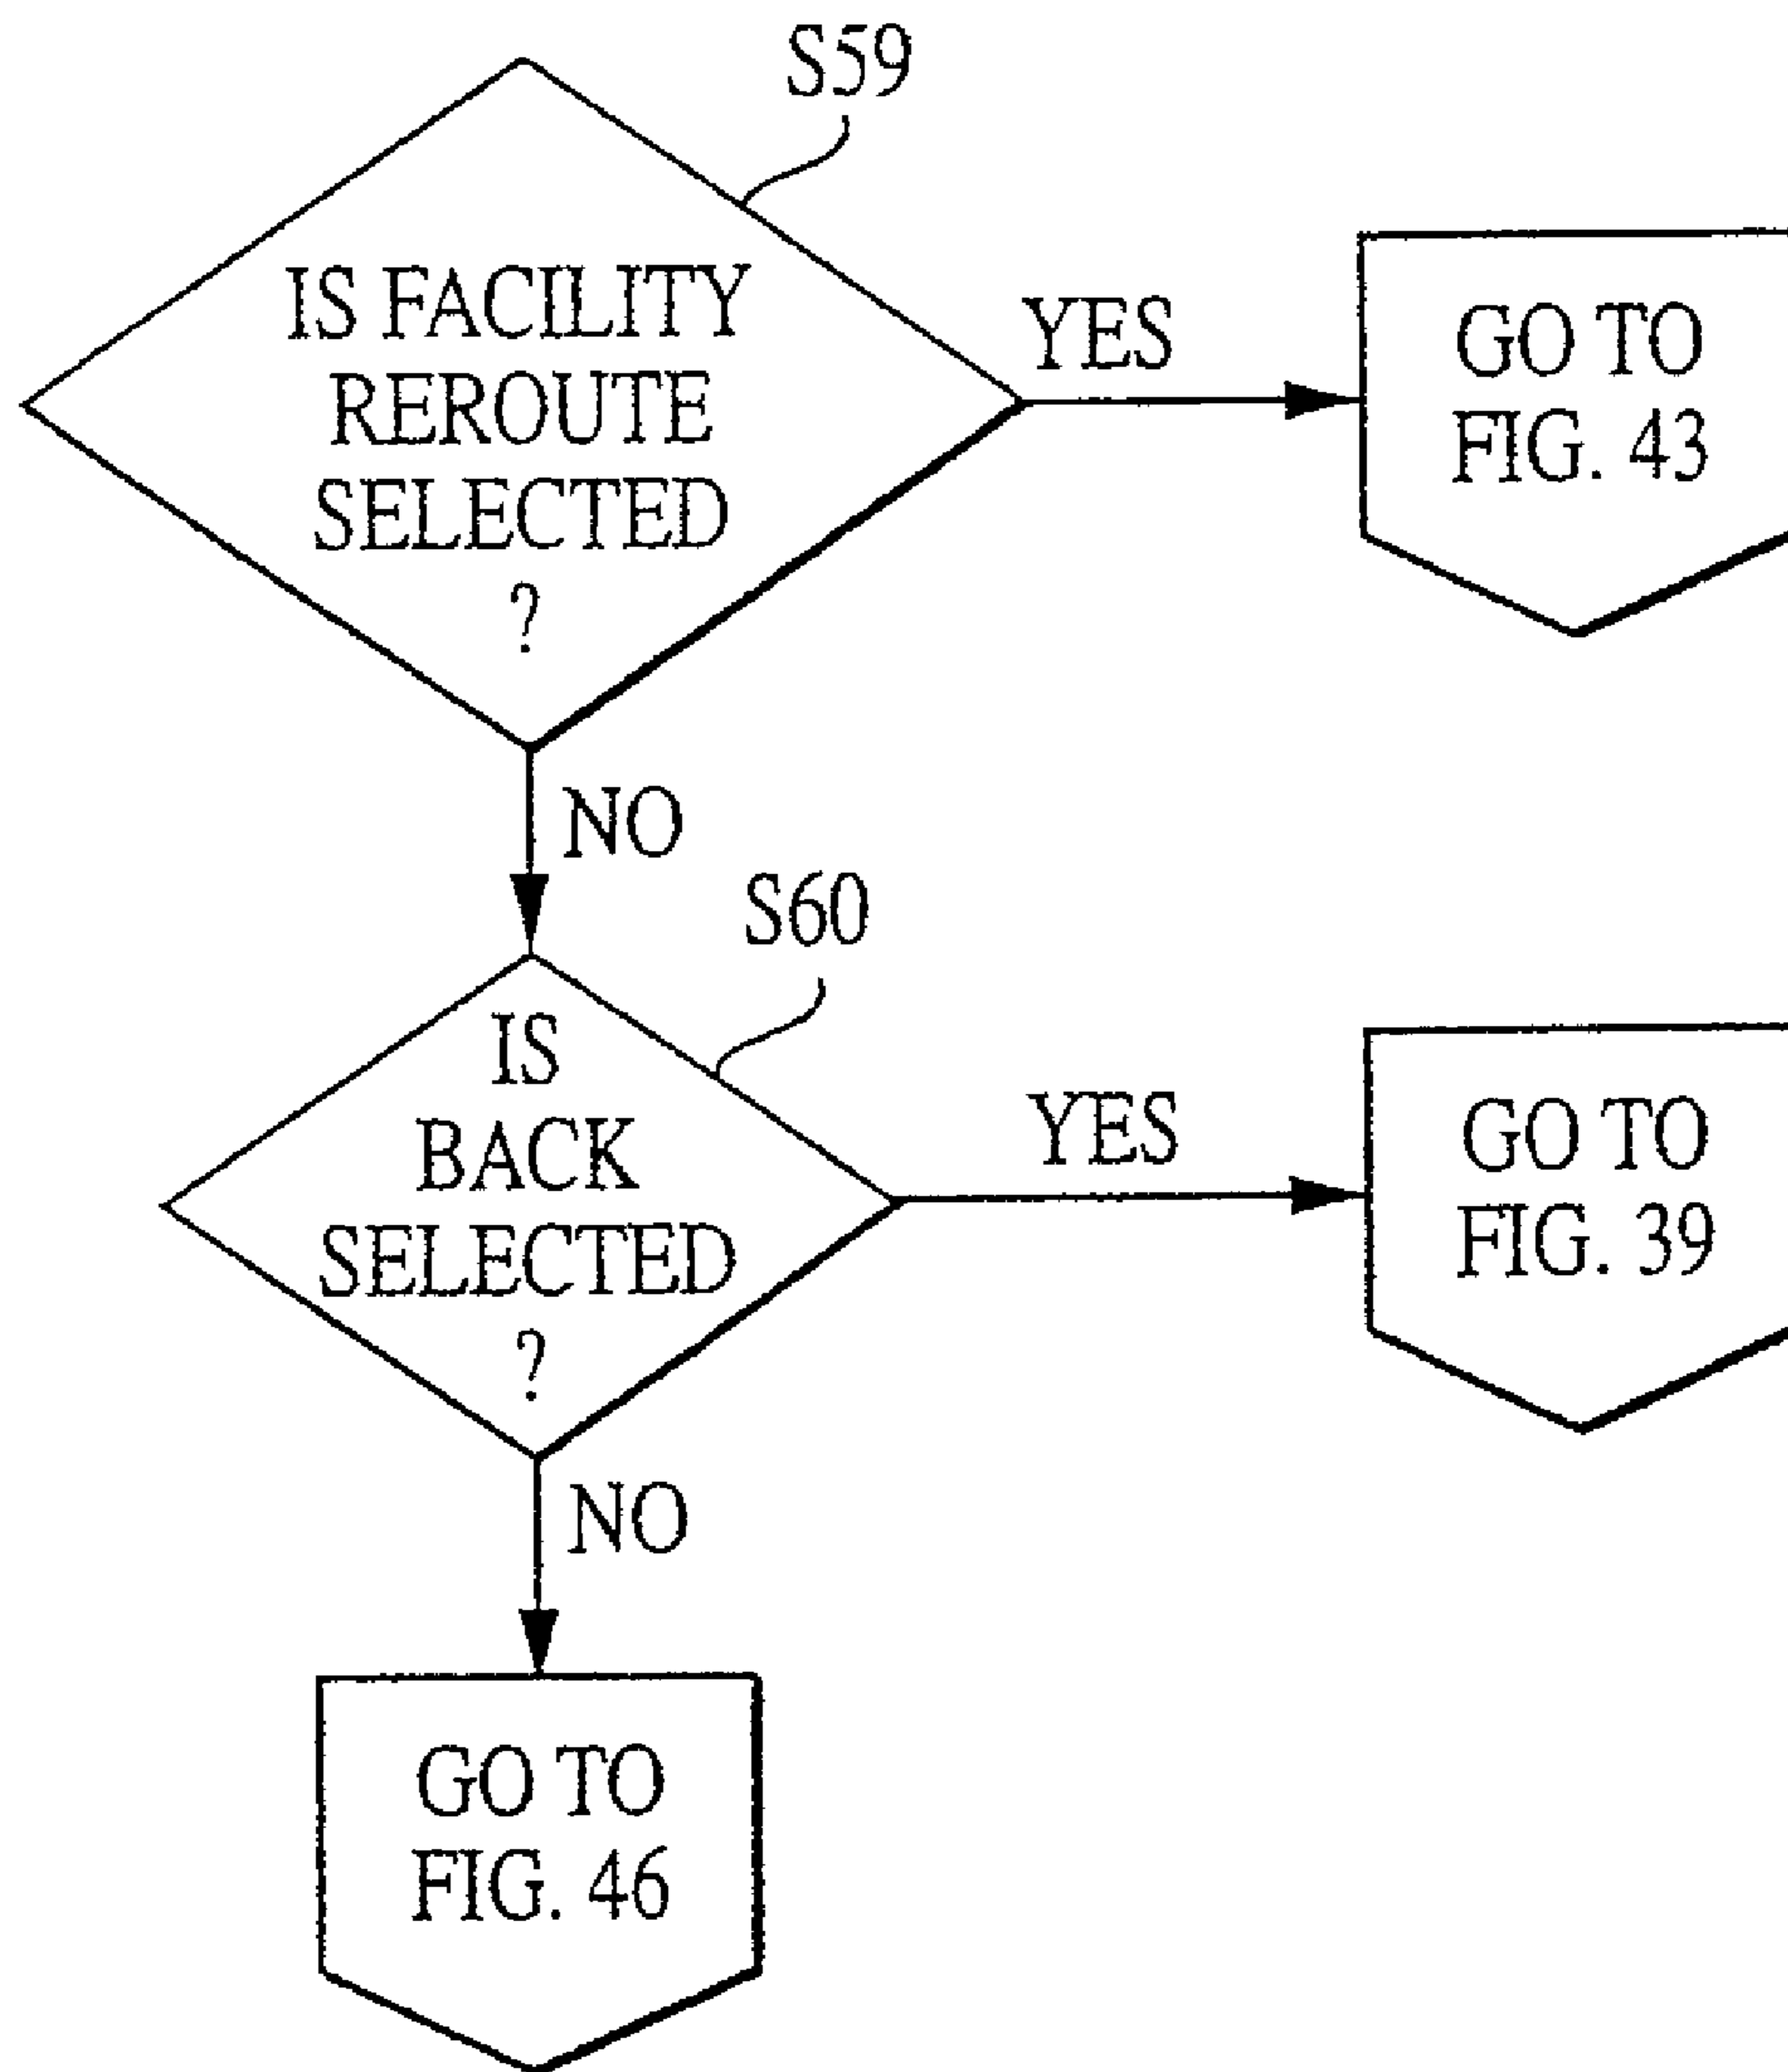 S59
IS FACILITY
REROUTE
SELECTED
?
YES
GO TO
FIG. 43
NO
S60
IS
BACK
SELECTED
?
YES
GO TO
FIG. 39
NO
GO TO
FIG. 46